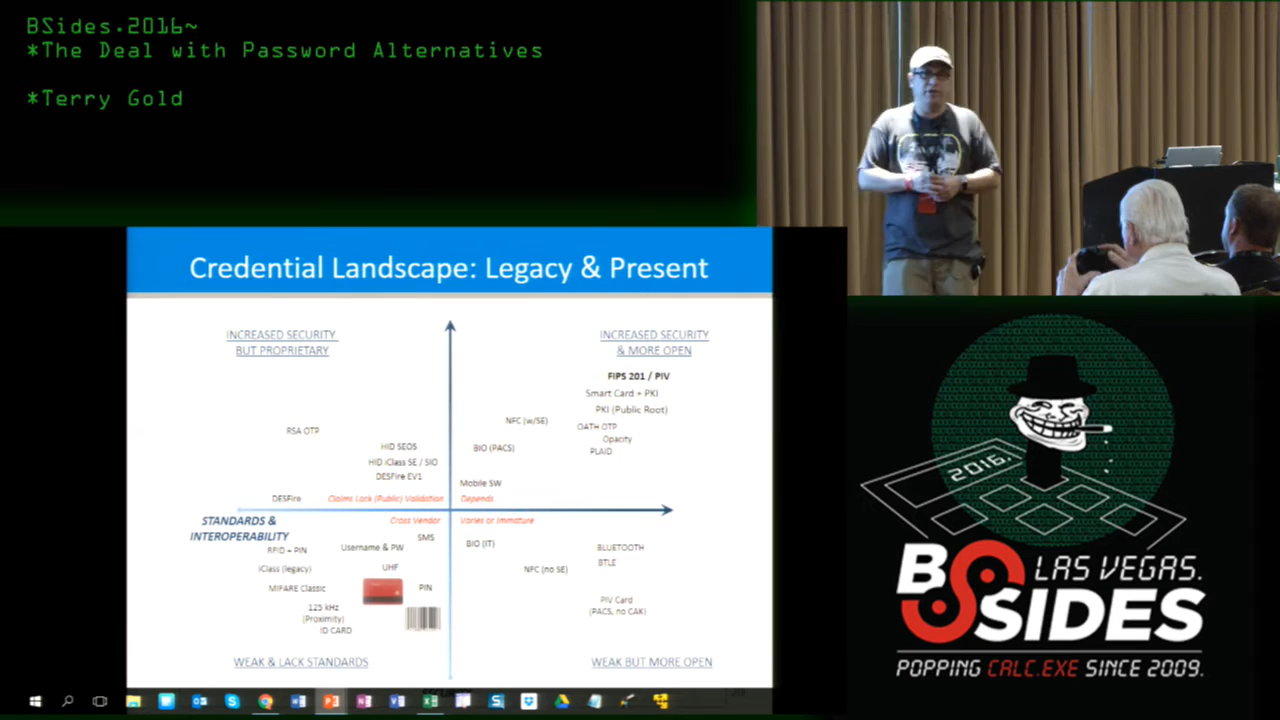 BSides.2016~
*The Deal with Password Alternatives
*Terry Gold
Credential Landscape: Legacy & Present
INCREASED SECURITY
BUT PROPRIETARY
INCREASED SECURITY
& MORE OPEN
FIPS 201 / PIV
Smart Card + PKI
PKI (Public Root)
NFC (w/SE)
OATH OTP
RSA OTP
Opacity
HID SEOS
BIO (PACS)
PLAID
HID iClass SE / SIO
DESFire EV1
Mobile SW
DESFire
Claims Lack (Public) Validation
Depends
STANDARDS &
INTEROPERABILITY
Cross Vendor
Varies or Immature
SMS
RFID + PIN
Username & PW
BIO (IT)
BLUETOOTH
BTLE
iClass (legacy)
UHF
NFC (no SE)
MIFARE Classic
PIN
125 kHz
(Proximity)
ID CARD
PIV Card
(PACS, no CAK)
WEAK & LACK STANDARDS
WEAK BUT MORE OPEN
2016.
BSIDES
LAS VEGAS.
POPPING CALC.EXE SINCE 2009.